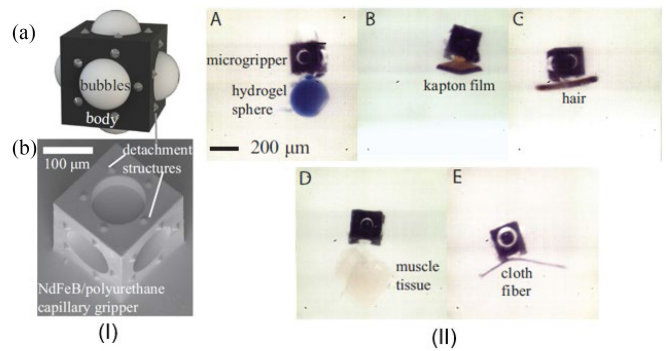 (a)
bubbles
body
(b)
100 μm
detachment
structures
NdFeB/polyurethane
capillary gripper
(I)
A
microgripper
hydrogel
sphere
200 μm
B
kapton film
C
hair
D
muscle
tissue
E
cloth
fiber
(II)